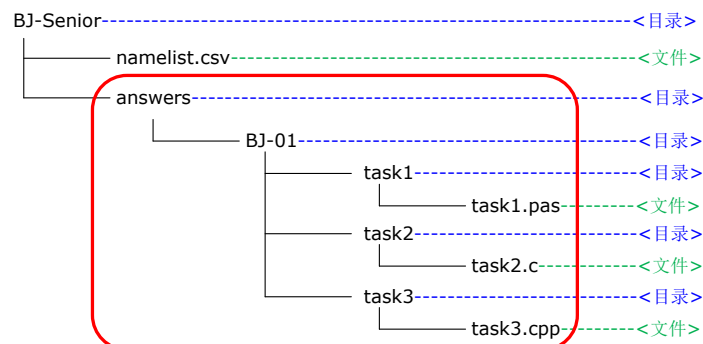 BJ-Senior<目录>
namelist.csv<文件>
answers<目录>
BJ-01<目录>
task1<目录>
task1.pas<文件>
task2<目录>
task2.c<文件>
task3<目录>
task3.cpp<文件>